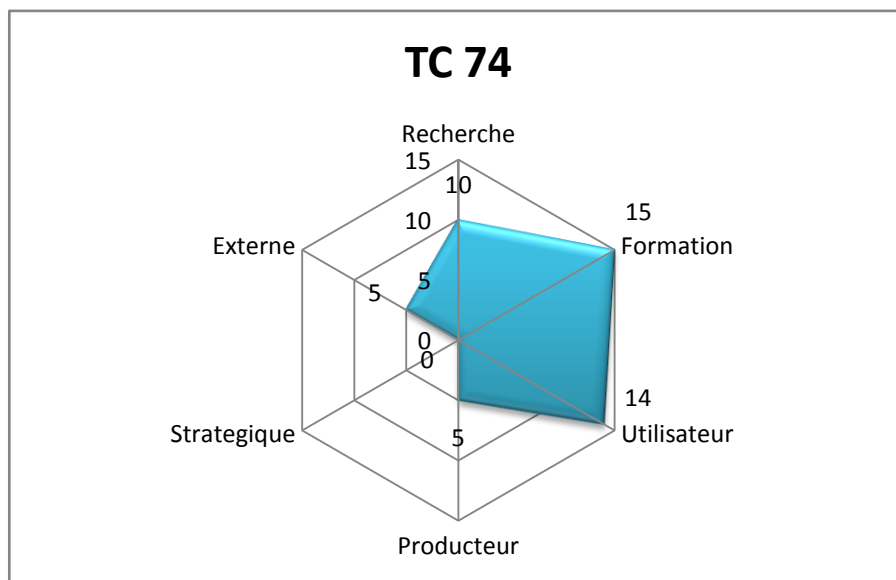 TC 74
Recherche
15
10
15
10
Formation
Externe
5
5
0
0
14
Strategique
Utilisateur
5
Producteur